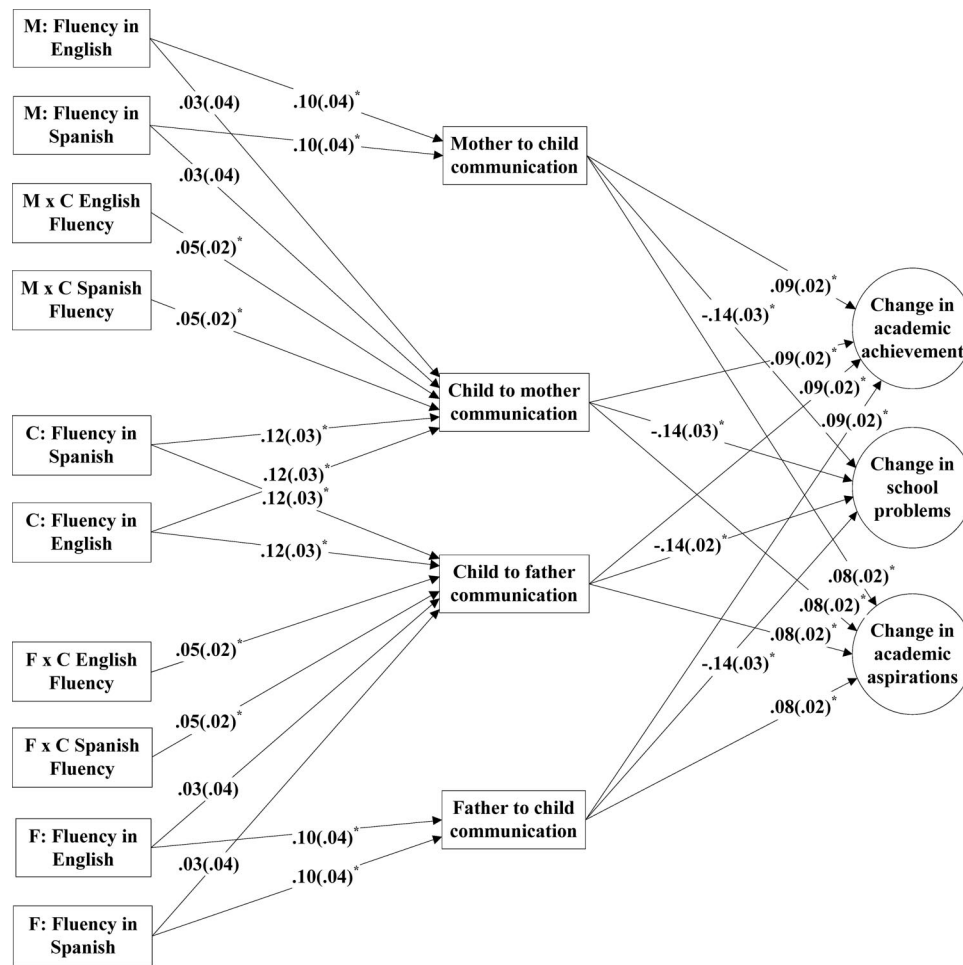 M: Fluency in
English
.03(.04)
.10(.04)*
M: Fluency in
Spanish
.10(.04)*
.03(.04)
Mother to child
communication
M x C English
Fluency
.05(.02)*
M x C Spanish
Fluency
.05(.02)*
.09(.02)*
-.14(.03)*
Change in
academic
achievement
Child to mother
communication
.09(.02)*
.09(.02)*
.09(.02)*
-.14(.03)*
C: Fluency in
Spanish
.12(.03)*
.12(.03)*
.12(.03)*
C: Fluency in
English
.12(.03)*
Change in
school
problems
Child to father
communication
-.14(.02)*
.08(.02)*
.08(.02)*
.08(.02)*
F x C English
Fluency
.05(.02)*
Change in
academic
aspirations
-.14(.03)*
.08(.02)*
F x C Spanish
Fluency
.05(.02)*
.03(.04)
Father to child
communication
F: Fluency in
English
.10(.04)*
.03(.04)
.10(.04)*
F: Fluency in
Spanish